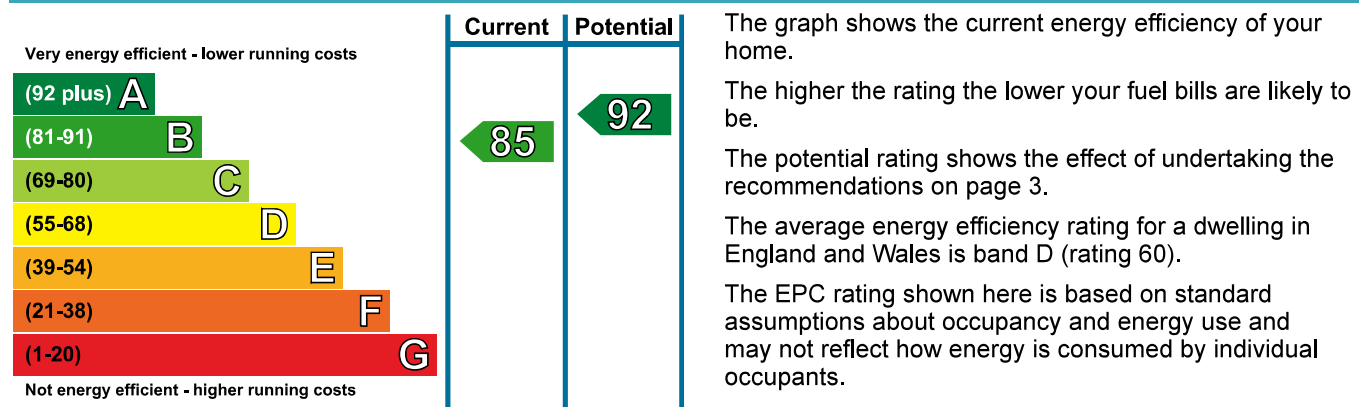 Current Potential
Very energy efficient - lower running costs
(92 plus) A
(81-91) B
(69-80) C
(55-68) D
(39-54) E
(21-38) F
(1-20) G
Not energy efficient - higher running costs
85
92
The graph shows the current energy efficiency of your
home.
The higher the rating the lower your fuel bills are likely to
be.
The potential rating shows the effect of undertaking the
recommendations on page 3.
The average energy efficiency rating for a dwelling in
England and Wales is band D (rating 60).
The EPC rating shown here is based on standard
assumptions about occupancy and energy use and
may not reflect how energy is consumed by individual
occupants.